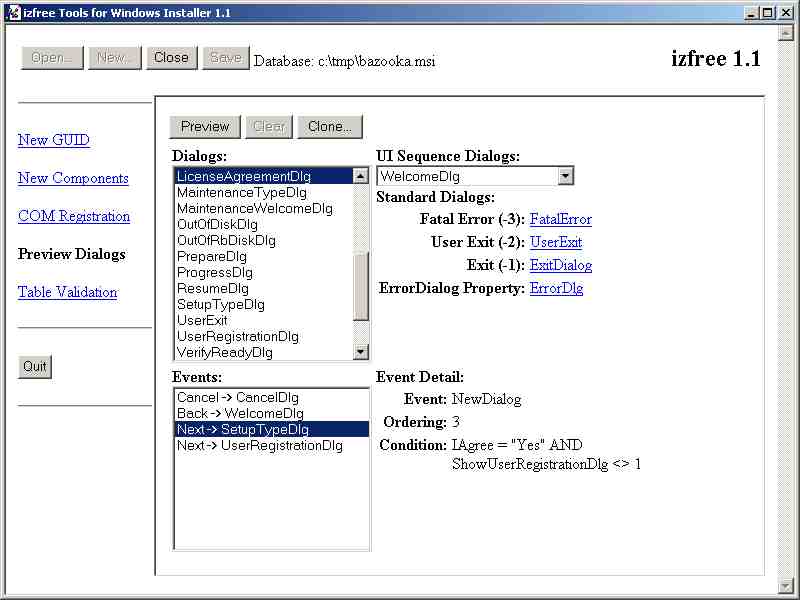 izfree Tools for Windows Installer 1.1
Open... New... Close Save Database: c:\tmp\bazooka.msi izfree 1.1
New GUID
New Components
COM Registration
Preview Dialogs
Table Validation
Quit
Preview Clear Clone...
Dialogs:
LicenseAgreementDlg
MaintenanceTypeDlg
MaintenanceWelcomeDlg
OutOfDiskDlg
OutOfRbDiskDlg
PrepareDlg
ProgressDlg
ResumeDlg
SetupTypeDlg
UserExit
UserRegistrationDlg
VerifyReadyDlg
UI Sequence Dialogs:
WelcomeDlg
Standard Dialogs:
Fatal Error (-3): FatalError
User Exit (-2): UserExit
Exit (-1): ExitDialog
ErrorDialog Property: ErrorDlg
Events:
Cancel -> CancelDlg
Back -> WelcomeDlg
Next -> SetupTypeDlg
Next -> UserRegistrationDlg
Event Detail:
Event: NewDialog
Ordering: 3
Condition: IAgree = "Yes" AND
ShowUserRegistrationDlg <> 1